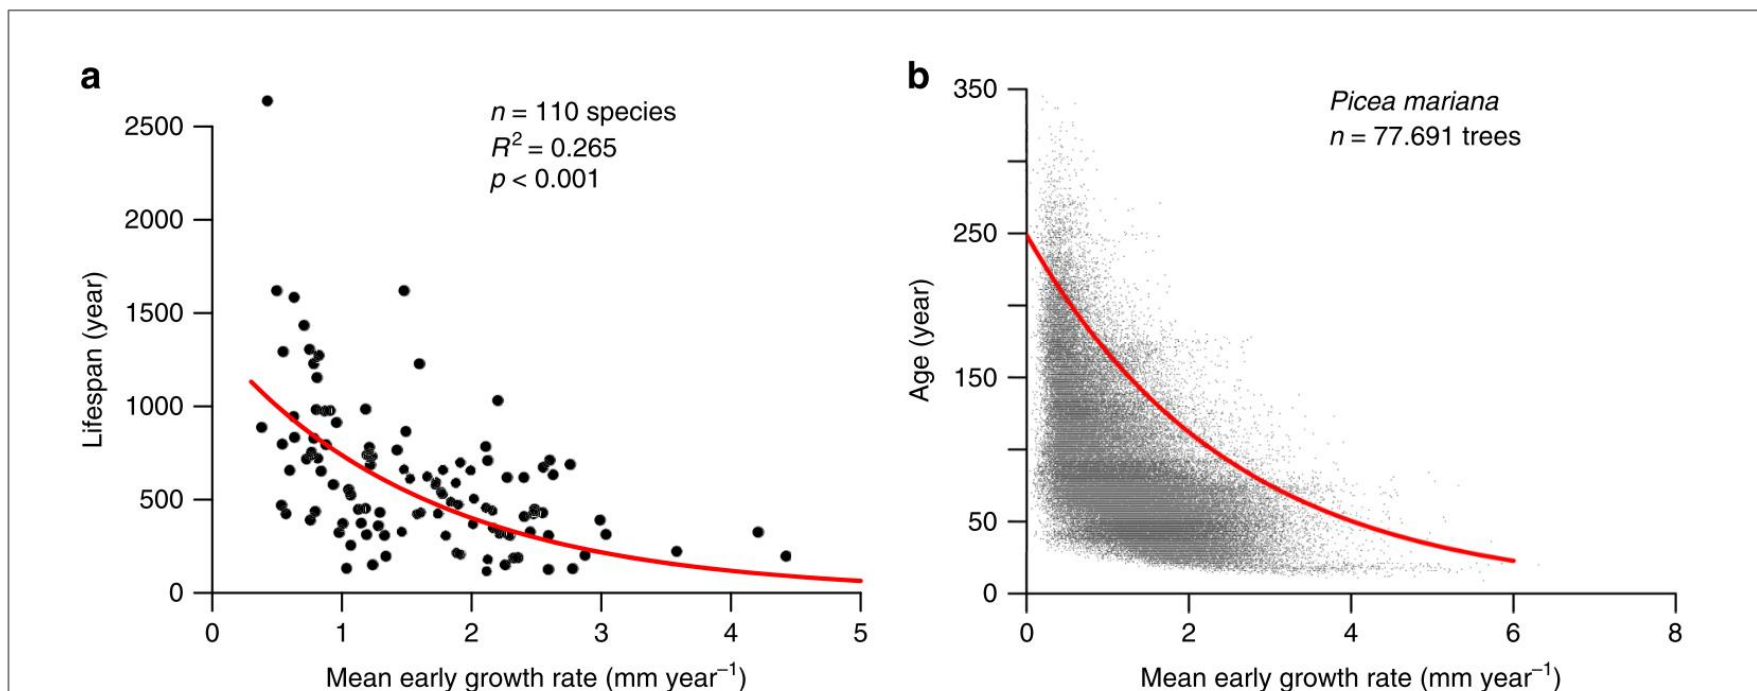 a
n = 110 species
R² = 0.265
p < 0.001
2500
2000
1500
1000
500
0
Lifespan (year)
0 1 2 3 4 5
Mean early growth rate (mm year⁻¹)
b
Picea mariana
n = 77.691 trees
350
250
150
50
0
Age (year)
0 2 4 6 8
Mean early growth rate (mm year⁻¹)